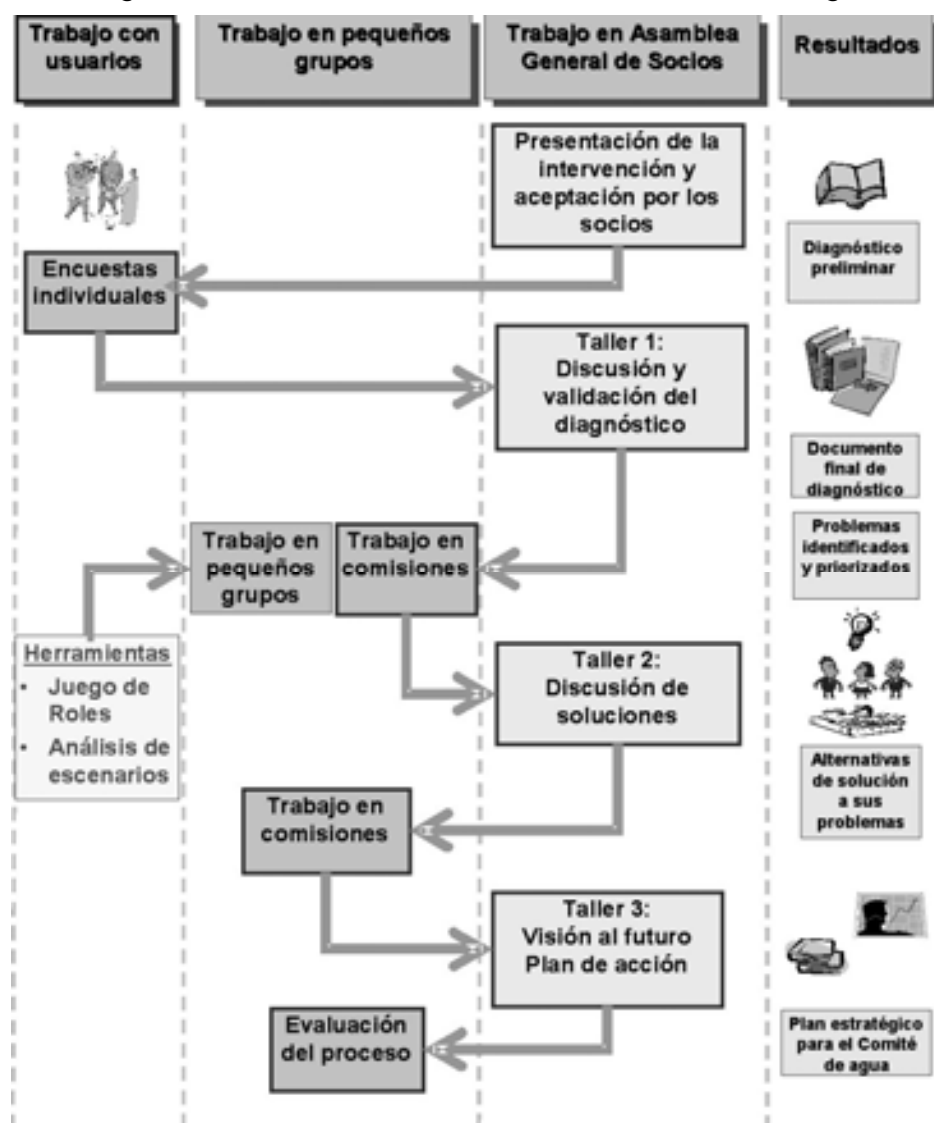 Trabajo con
usuarios
Trabajo en pequeños
grupos
Trabajo en Asamblea
General de Socios
Resultados
Presentación de la
intervención y
aceptación por los
socios
Diagnóstico
preliminar
Encuestas
individuales
Taller 1:
Discusión y
validación del
diagnóstico
Documento
final de
diagnóstico
Trabajo en
pequeños
grupos
Trabajo en
comisiones
Problemas
identificados
y priorizados
Herramientas
• Juego de
Roles
• Análisis de
escenarios
Taller 2:
Discusión de
soluciones
Alternativas
de solución
a sus
problemas
Trabajo en
comisiones
Taller 3:
Visión al futuro
Plan de acción
Evaluación
del proceso
Plan estratégico
para el Comité
de agua